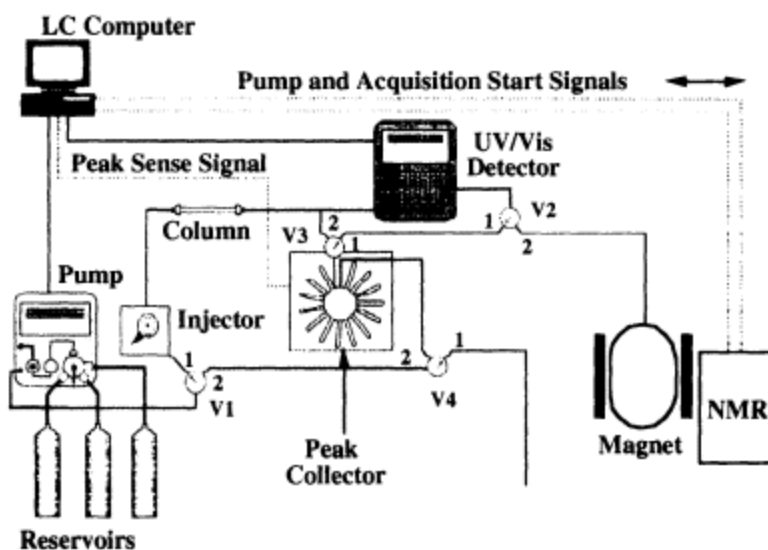 LC Computer
Pump and Acquisition Start Signals
UV/Vis
Detector
Peak Sense Signal
Column
V3
2
1
1
V2
2
Pump
Injector
1
2
V1
2
1
V4
Peak
Collector
Magnet
NMR
Reservoirs